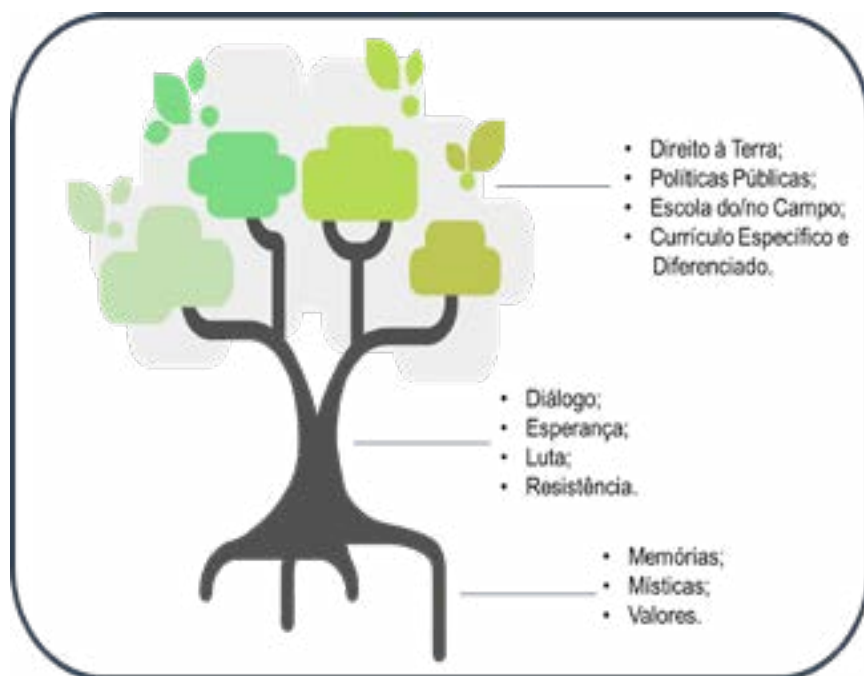 • Direito à Terra;
• Políticas Públicas;
• Escola do/no Campo;
• Currículo Específico e
Diferenciado.
• Diálogo;
• Esperança;
• Luta;
• Resistência.
• Memórias;
• Místicas;
• Valores.